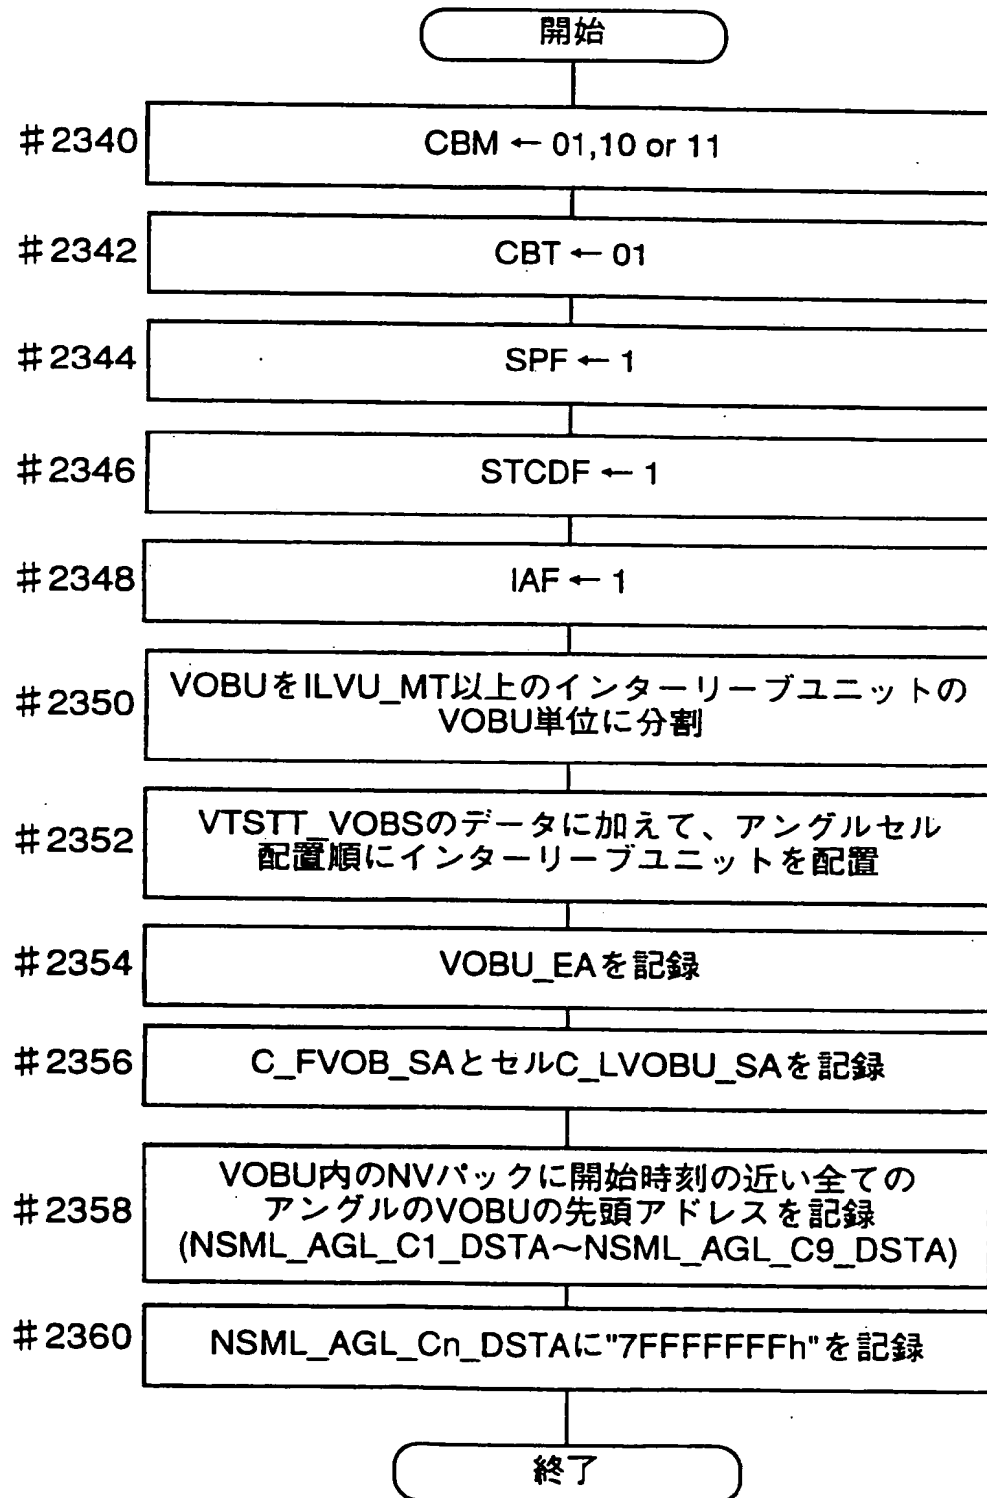 開始
#2340
CBM ← 01,10 or 11
#2342
CBT ← 01
#2344
SPF ← 1
#2346
STCDF ← 1
#2348
IAF ← 1
#2350
VOBUをILVU_MT以上のインターリーブユニットの
VOBU単位に分割
#2352
VTSTT_VOBSのデータに加えて、アングルセル
配置順にインターリーブユニットを配置
#2354
VOBU_EAを記録
#2356
C_FVOB_SAとセルC_LVOBU_SAを記録
#2358
VOBU内のNVパックに開始時刻の近い全ての
アングルのVOBUの先頭アドレスを記録
(NSML_AGL_C1_DSTA～NSML_AGL_C9_DSTA)
#2360
NSML_AGL_Cn_DSTAに"7FFFFFFFh"を記録
終了